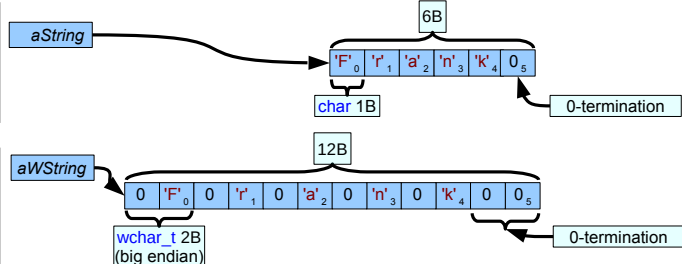 6B
aString
'F'0 'r'1 'a'2 'n'3 'k'4 05
char 1B
0-termination
12B
aWString
0 'F'0 0 'r'1 0 'a'2 0 'n'3 0 'k'4 0 05
wchar_t 2B
(big endian)
0-termination